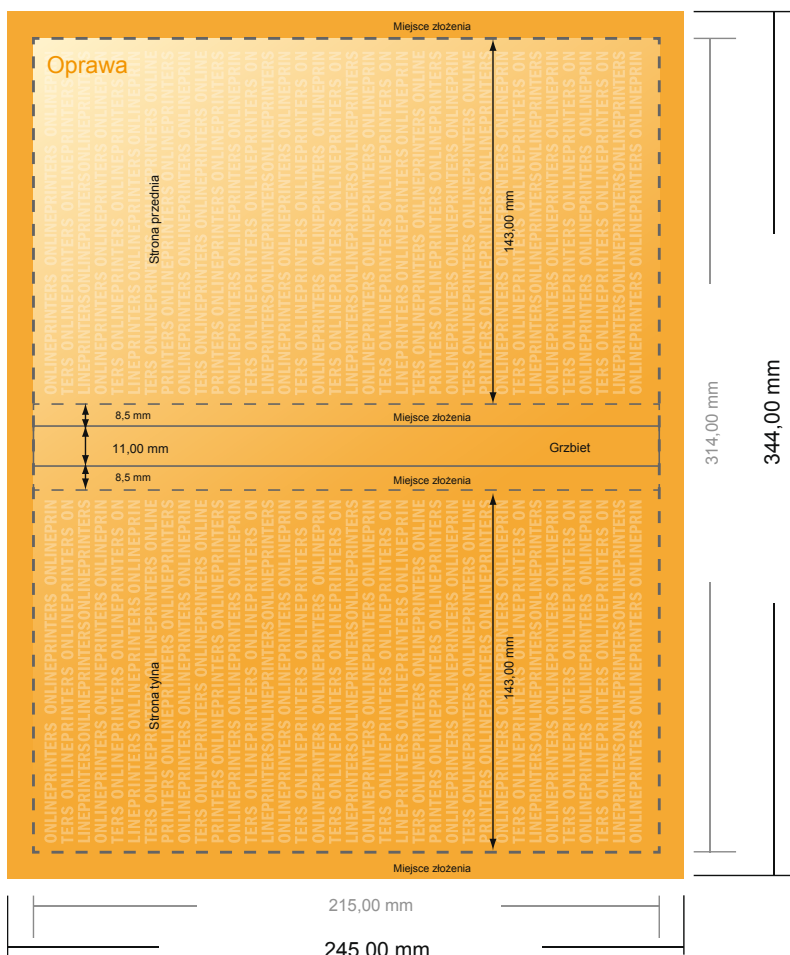 Miejsce złożenia
Oprawa
Strona przednia
143,00 mm
8,5 mm
Miejsce złożenia
11,00 mm
Grzbiet
8,5 mm
Miejsce złożenia
Strona tylna
143,00 mm
Miejsce złożenia
314,00 mm
344,00 mm
215,00 mm
245,00 mm